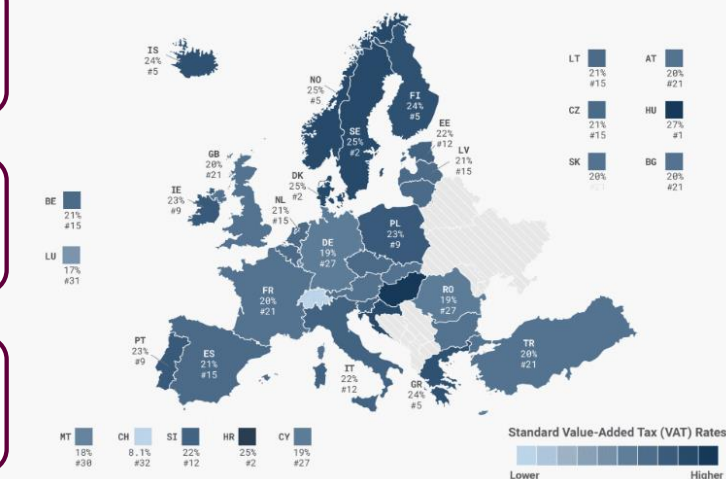 IS
24%
#5
NO
25%
#5
FI
24%
#5
SE
25%
#2
EE
22%
#12
LV
21%
#15
LT
21%
#15
AT
20%
#21
CZ
21%
#15
HU
27%
#1
SK
20%
#21
BG
20%
#21
GB
20%
#21
DK
25%
#2
IE
23%
#9
NL
21%
#15
BE
21%
#15
LU
17%
#31
PL
23%
#9
DE
19%
#27
FR
20%
#21
RO
19%
#27
PT
23%
#9
ES
21%
#15
IT
22%
#12
GR
24%
#5
TR
20%
#21
MT
18%
#30
CH
8.1%
#32
SI
22%
#12
HR
25%
#2
CY
19%
#27
Standard Value-Added Tax (VAT) Rates
Lower
Higher